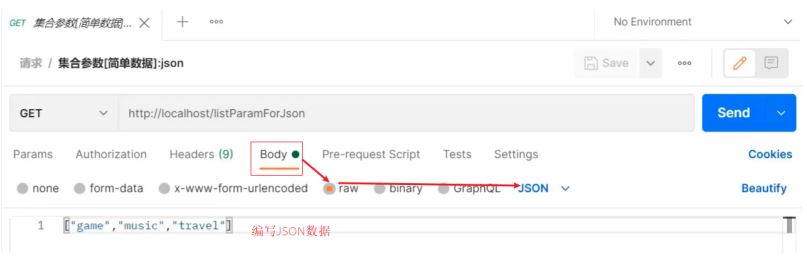 GET 集合参数[简单数据]... No Environment
请求 / 集合参数[简单数据]:json Save
GET http://localhost/listParamForJson Send
Params Authorization Headers (9) Body Pre-request Script Tests Settings Cookies
none form-data x-www-form-urlencoded raw binary GraphQL JSON Beautify
1 ["game","music","travel"] 编写JSON数据